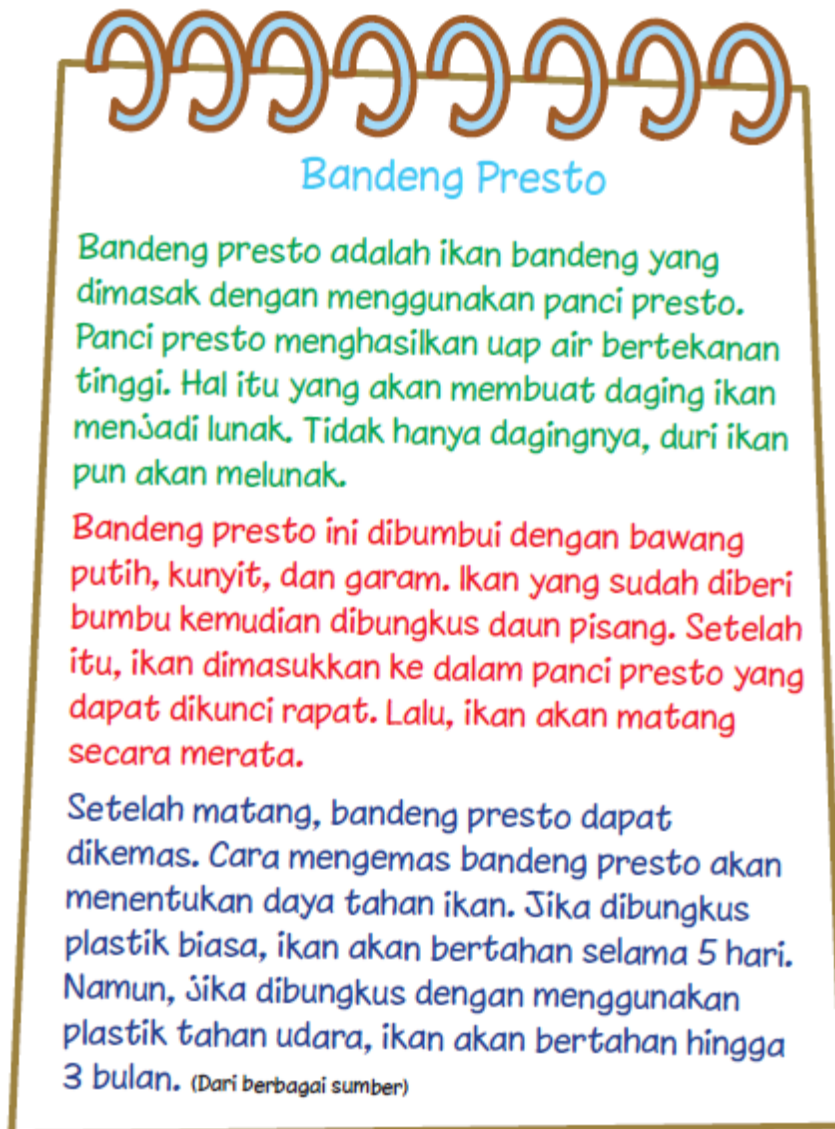 Bandeng Presto
Bandeng presto adalah ikan bandeng yang
dimasak dengan menggunakan panci presto.
Panci presto menghasilkan uap air bertekanan
tinggi. Hal itu yang akan membuat daging ikan
menjadi lunak. Tidak hanya dagingnya, duri ikan
pun akan melunak.
Bandeng presto ini dibumbui dengan bawang
putih, kunyit, dan garam. Ikan yang sudah diberi
bumbu kemudian dibungkus daun pisang. Setelah
itu, ikan dimasukkan ke dalam panci presto yang
dapat dikunci rapat. Lalu, ikan akan matang
secara merata.
Setelah matang, bandeng presto dapat
dikemas. Cara mengemas bandeng presto akan
menentukan daya tahan ikan. Jika dibungkus
plastik biasa, ikan akan bertahan selama 5 hari.
Namun, jika dibungkus dengan menggunakan
plastik tahan udara, ikan akan bertahan hingga
3 bulan. (Dari berbagai sumber)